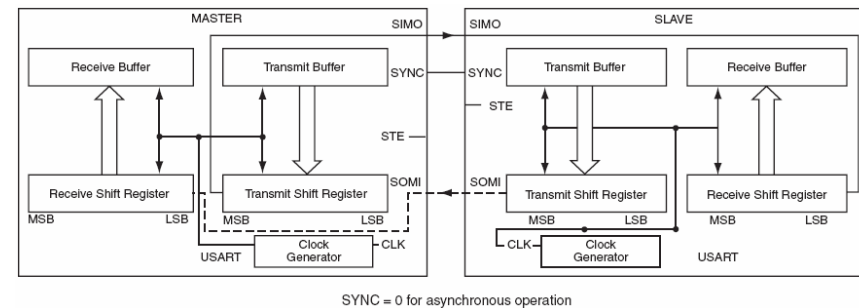 MASTER
SLAVE
SIMO
SIMO
Receive Buffer
Transmit Buffer
SYNC
SYNC
Transmit Buffer
Receive Buffer
STE
STE
SOMI
SOMI
Receive Shift Register
Transmit Shift Register
Transmit Shift Register
Receive Shift Register
MSB
LSB
MSB
LSB
MSB
LSB
MSB
LSB
USART
Clock
Generator
CLK
CLK
Clock
Generator
USART
SYNC = 0 for asynchronous operation